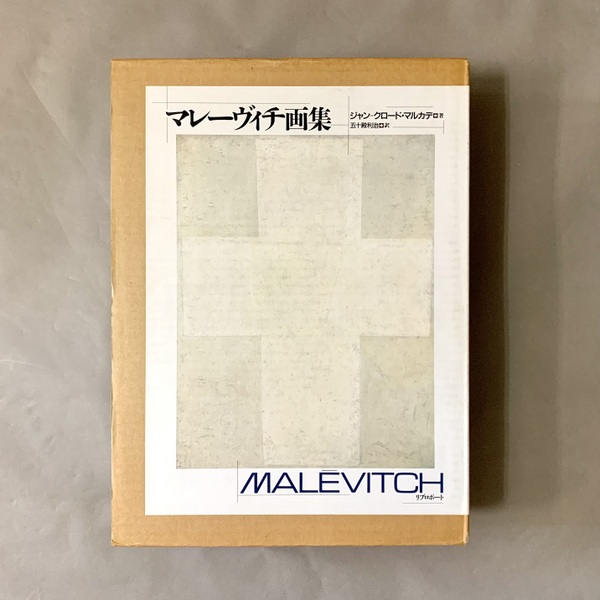 マレーヴィチ画集
ジャン=クロード・マルカデ■著
五十殿利治■訳
MALĒVITCH
リブロポート